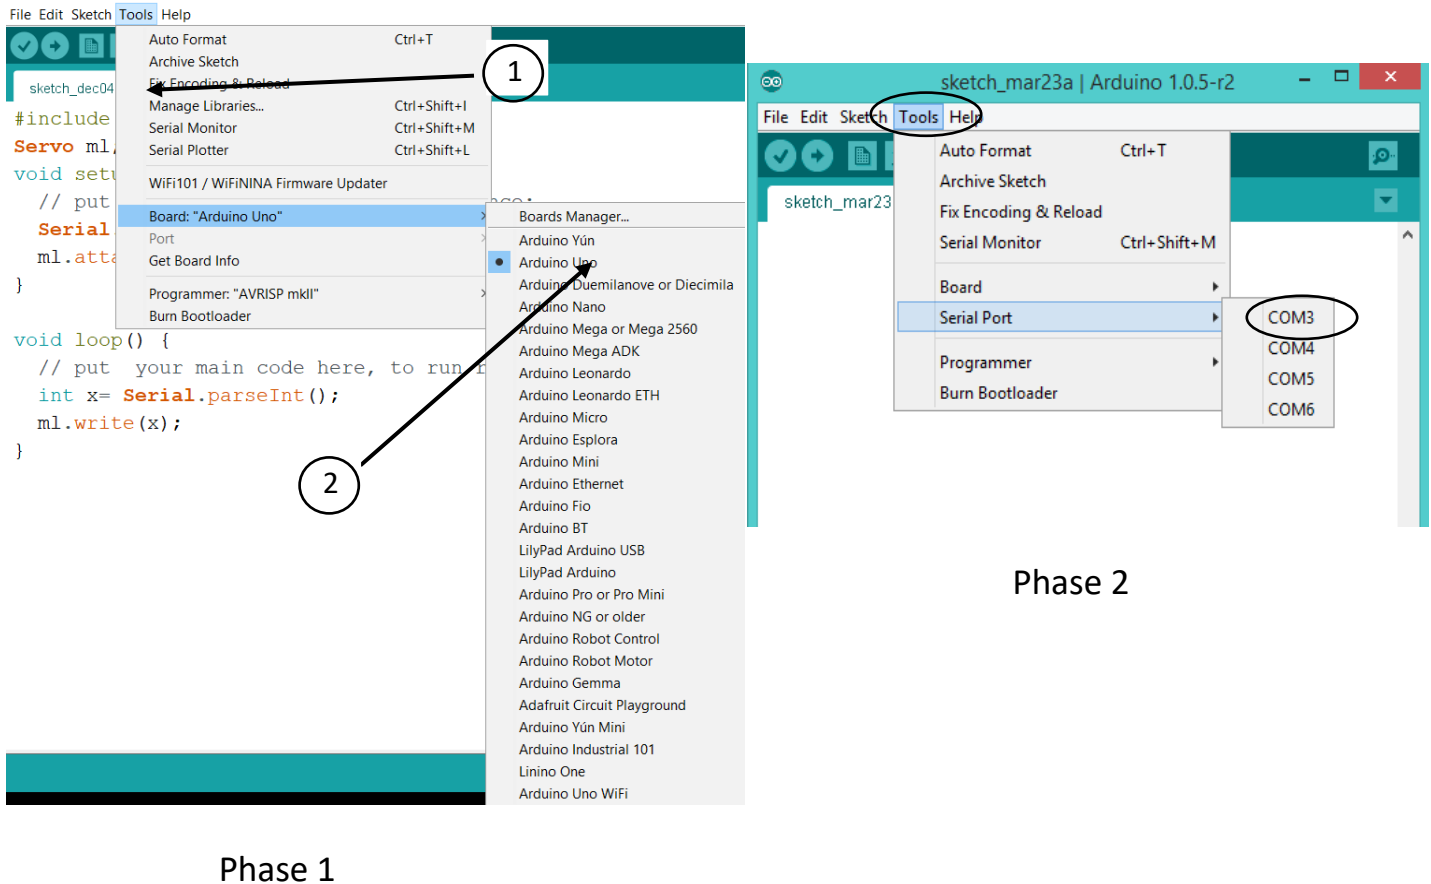 File Edit Sketch Tools Help
Auto Format Ctrl+T
Archive Sketch
Fix Encoding & Reload
Manage Libraries... Ctrl+Shift+I
Serial Monitor Ctrl+Shift+M
Serial Plotter Ctrl+Shift+L
WiFi101 / WiFiNINA Firmware Updater
Board: "Arduino Uno"
Port
Get Board Info
Programmer: "AVRISP mkII"
Burn Bootloader
1
sketch_dec04
#include
Servo ml
void setu
// put
Serial
ml.atta
}
void loop() {
// put your main code here, to run r
int x= Serial.parseInt();
ml.write(x);
}
2
Boards Manager...
Arduino Yún
Arduino Uno
Arduino Duemilanove or Diecimila
Arduino Nano
Arduino Mega or Mega 2560
Arduino Mega ADK
Arduino Leonardo
Arduino Leonardo ETH
Arduino Micro
Arduino Esplora
Arduino Mini
Arduino Ethernet
Arduino Fio
Arduino BT
LilyPad Arduino USB
LilyPad Arduino
Arduino Pro or Pro Mini
Arduino NG or older
Arduino Robot Control
Arduino Robot Motor
Arduino Gemma
Adafruit Circuit Playground
Arduino Yún Mini
Arduino Industrial 101
Linino One
Arduino Uno WiFi
Phase 1
sketch_mar23a | Arduino 1.0.5-r2
File Edit Sketch Tools Help
Auto Format Ctrl+T
Archive Sketch
Fix Encoding & Reload
Serial Monitor Ctrl+Shift+M
Board
Serial Port
Programmer
Burn Bootloader
sketch_mar23
COM3
COM4
COM5
COM6
Phase 2